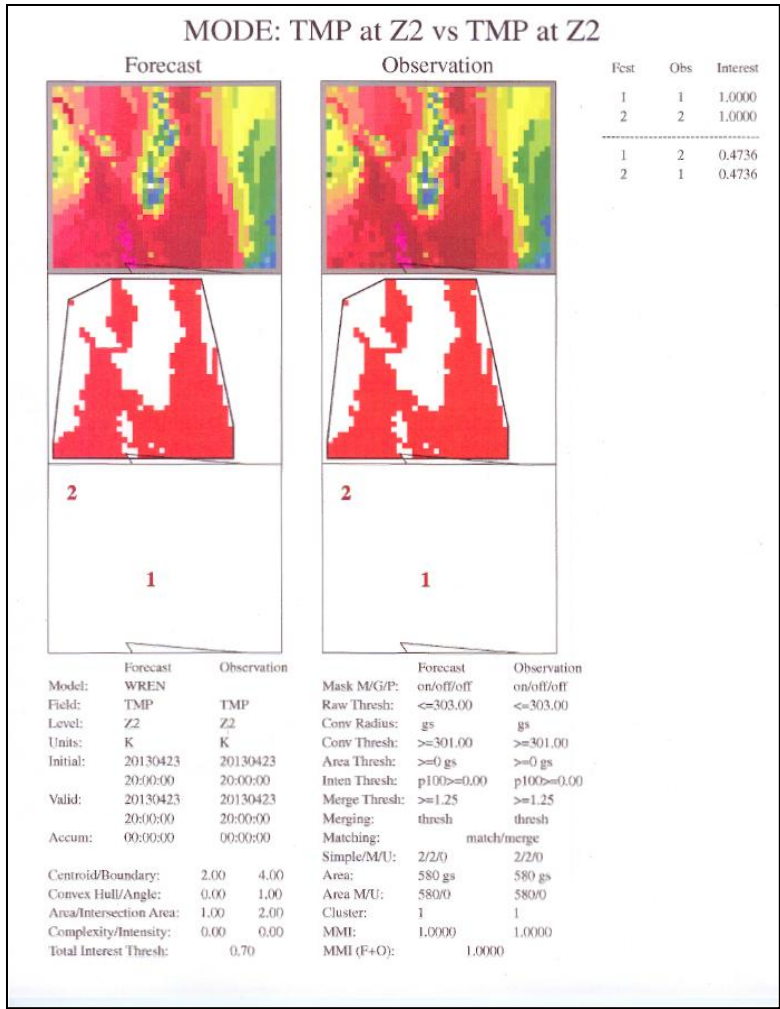 MODE: TMP at Z2 vs TMP at Z2
Forecast Observation
Fcst Obs Interest
1 1 1.0000
2 2 1.0000
1 2 0.4736
2 1 0.4736
2 2
1 1
Forecast Observation
Model: WREN
Field: TMP TMP
Level: Z2 Z2
Units: K K
Initial: 20130423 20130423
20:00:00 20:00:00
Valid: 20130423 20130423
20:00:00 20:00:00
Accum: 00:00:00 00:00:00
Centroid/Boundary: 2.00 4.00
Convex Hull/Angle: 0.00 1.00
Area/Intersection Area: 1.00 2.00
Complexity/Intensity: 0.00 0.00
Total Interest Thresh: 0.70
Forecast Observation
Mask M/G/P: on/off/off on/off/off
Raw Thresh: <=303.00 <=303.00
Conv Radius: gs gs
Conv Thresh: >=301.00 >=301.00
Area Thresh: >=0 gs >=0 gs
Inten Thresh: p100>=0.00 p100>=0.00
Merge Thresh: >=1.25 >=1.25
Merging: thresh thresh
Matching: match/merge
Simple/M/U: 2/2/0 2/2/0
Area: 580 gs 580 gs
Area M/U: 580/0 580/0
Cluster: 1 1
MMI: 1.0000 1.0000
MMI (F+O): 1.0000